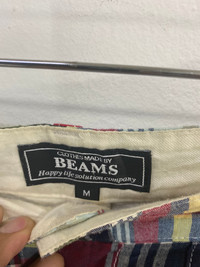 CLOTHES MADE BY
BEAMS
Happy life solution company
M